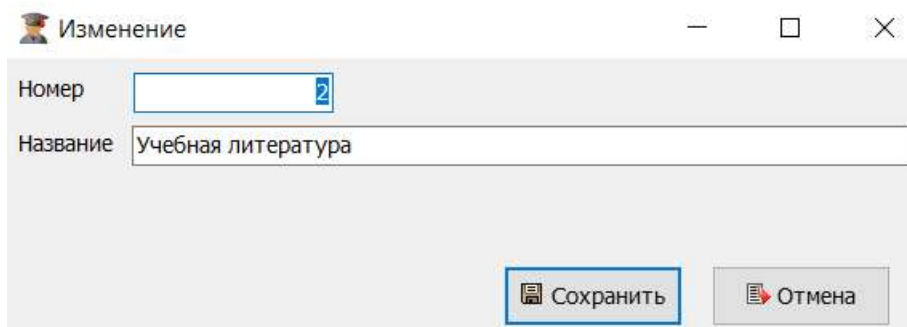 Изменение
Номер 2
Название Учебная литература
Сохранить Отмена